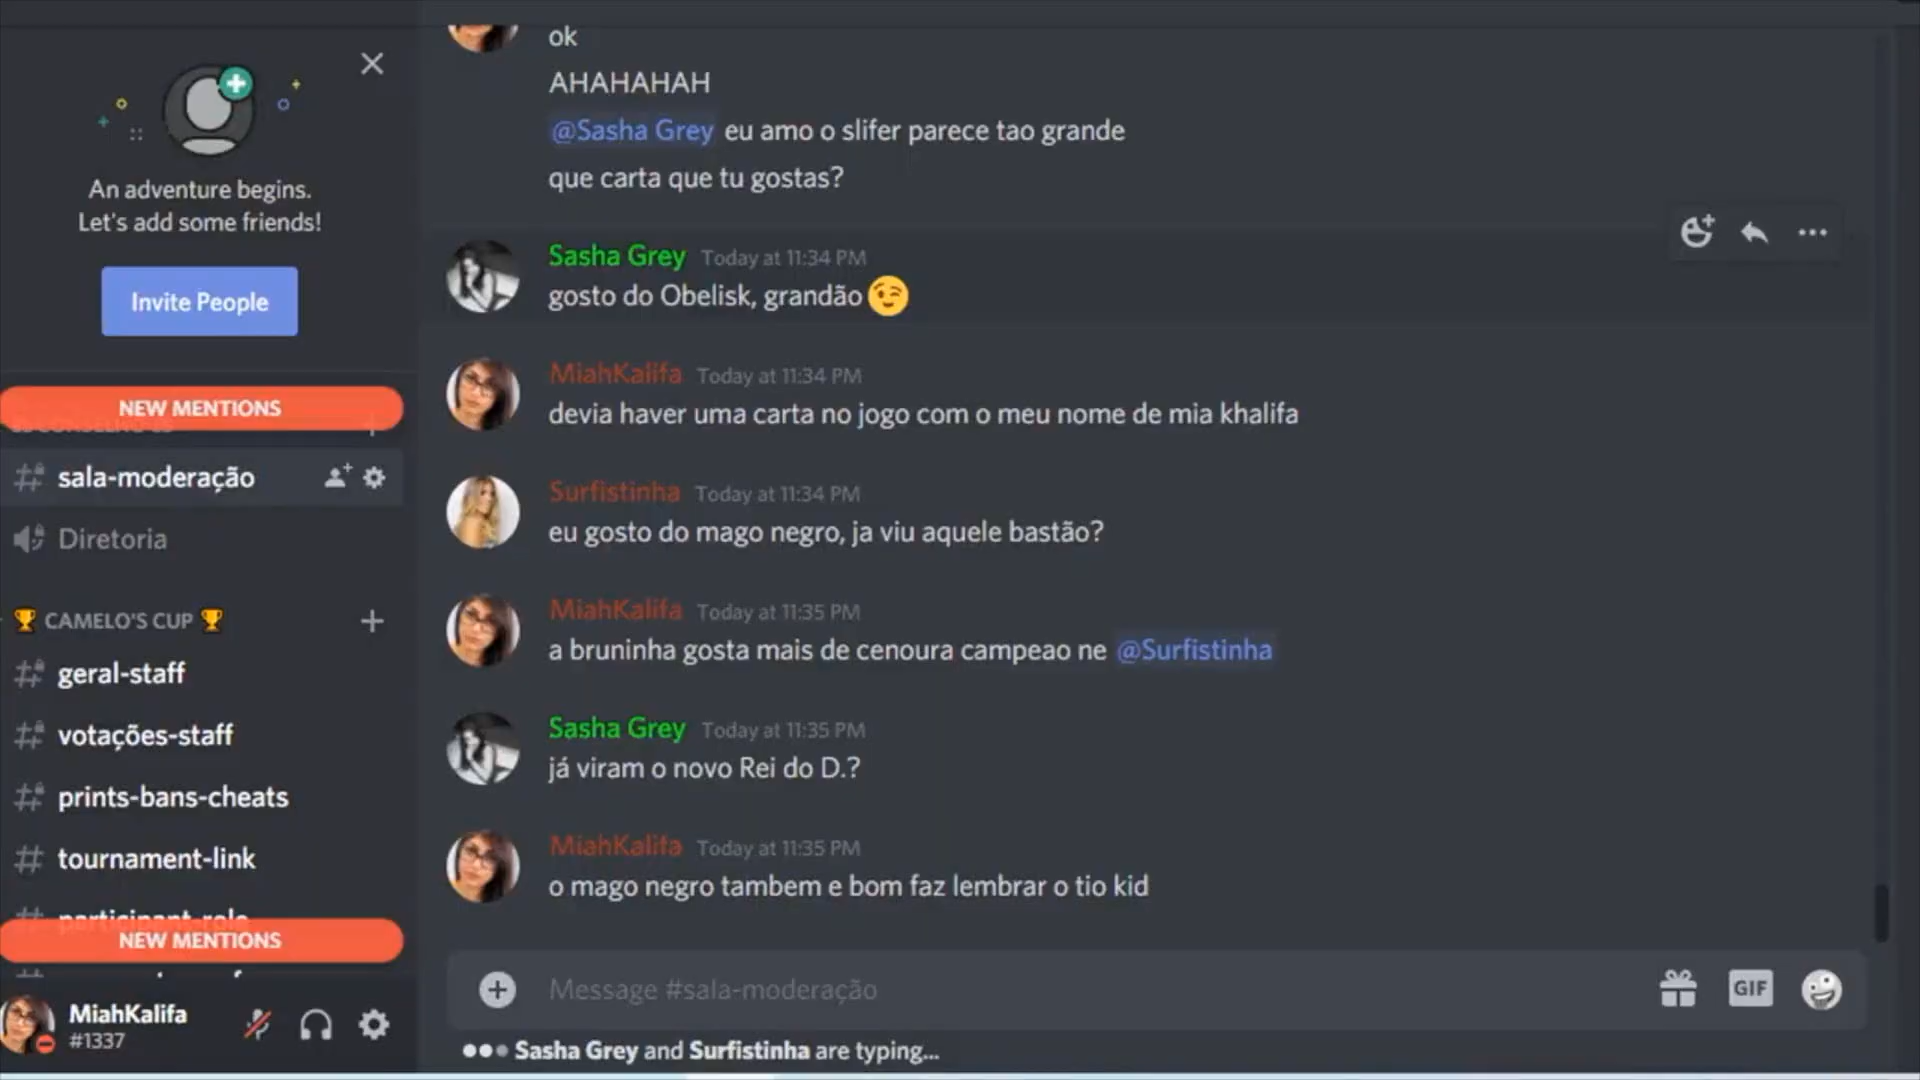 An adventure begins.
Let's add some friends!
Invite People
NEW MENTIONS
sala-moderação
Diretoria
CAMELO'S CUP
geral-staff
votações-staff
prints-bans-cheats
tournament-link
participant-role
NEW MENTIONS
MiahKalifa
#1337
ok
AHAHAHAH
@Sasha Grey eu amo o slifer parece tao grande
que carta que tu gostas?
Sasha Grey Today at 11:34 PM
gosto do Obelisk, grandão😉
MiahKalifa Today at 11:34 PM
devia haver uma carta no jogo com o meu nome de mia khalifa
Surfistinha Today at 11:34 PM
eu gosto do mago negro, ja viu aquele bastão?
MiahKalifa Today at 11:35 PM
a bruninha gosta mais de cenoura campeao ne @Surfistinha
Sasha Grey Today at 11:35 PM
já viram o novo Rei do D.?
MiahKalifa Today at 11:35 PM
o mago negro tambem e bom faz lembrar o tio kid
Message #sala-moderação
GIF
Sasha Grey and Surfistinha are typing...